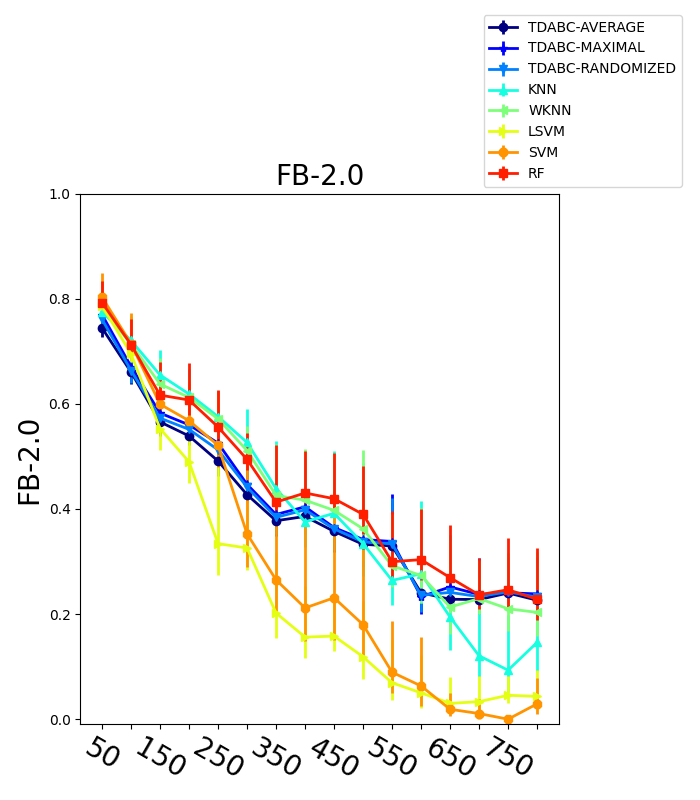 TDABC-AVERAGE
TDABC-MAXIMAL
TDABC-RANDOMIZED
KNN
WKNN
LSVM
SVM
RF
FB-2.0
1.0
0.8
0.6
0.4
0.2
0.0
FB-2.0
50
150
250
350
450
550
650
750